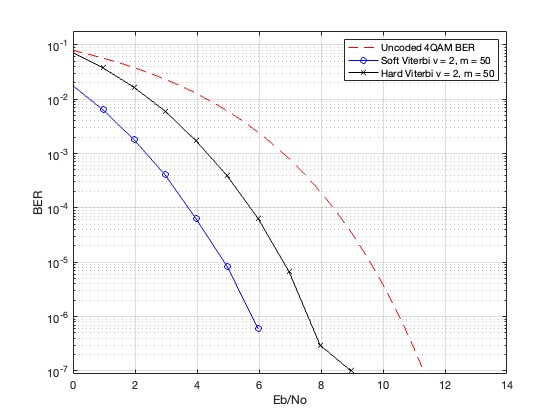 Uncoded 4QAM BER
Soft Viterbi v = 2, m = 50
Hard Viterbi v = 2, m = 50
10-1
10-2
10-3
10-4
10-5
10-6
10-7
BER
0 2 4 6 8 10 12 14
Eb/No